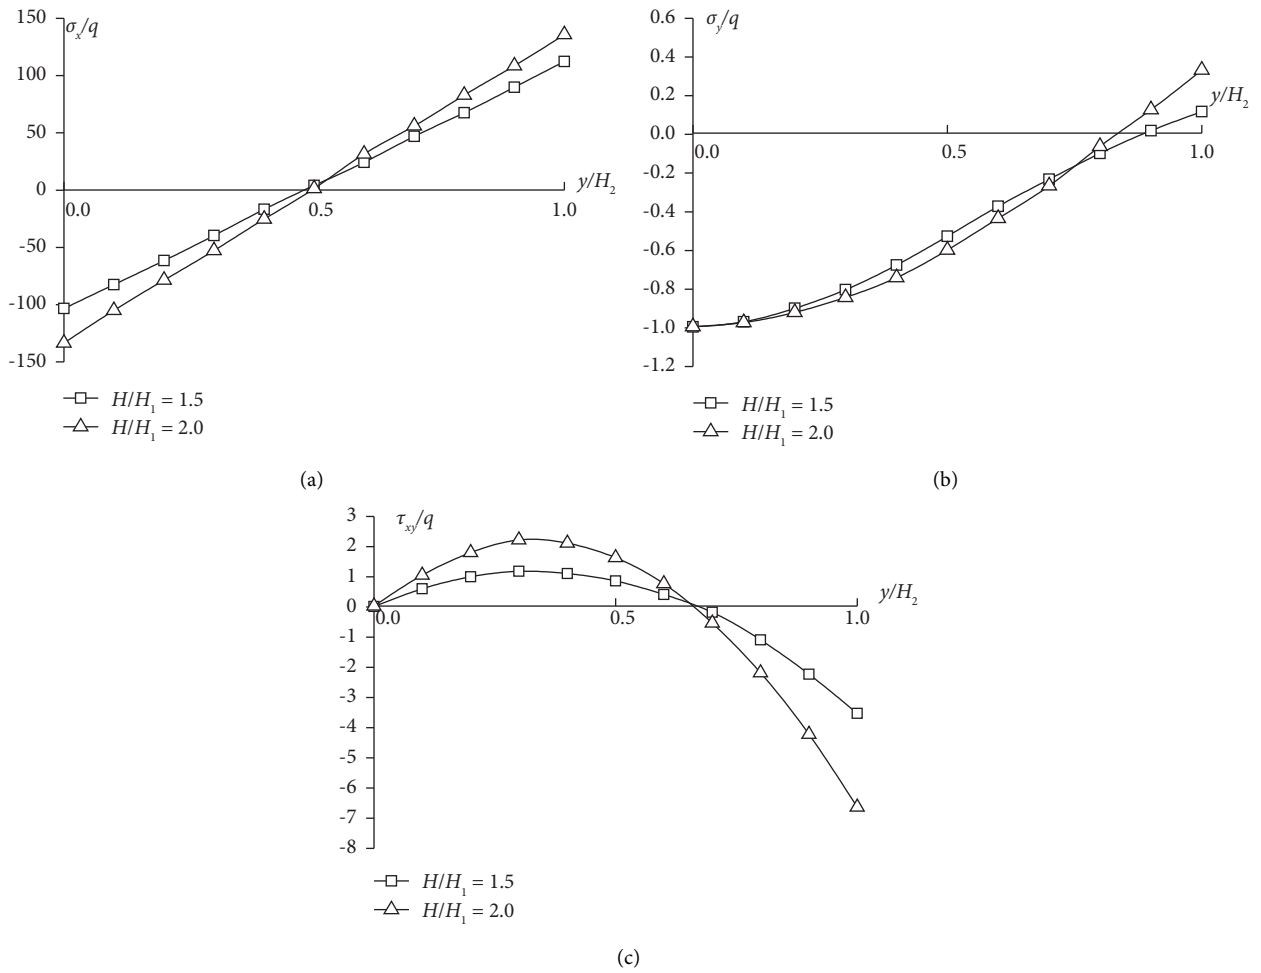 σx/q
150
100
50
0
-50
-100
-150
0.0
0.5
1.0
y/H2
H/H1 = 1.5
H/H1 = 2.0
(a)
σy/q
0.6
0.4
0.2
0.0
-0.2
-0.4
-0.6
-0.8
-1.0
-1.2
0.0
0.5
1.0
y/H2
H/H1 = 1.5
H/H1 = 2.0
(b)
τxy/q
3
2
1
0
-1
-2
-3
-4
-5
-6
-7
-8
0.0
0.5
1.0
y/H2
H/H1 = 1.5
H/H1 = 2.0
(c)